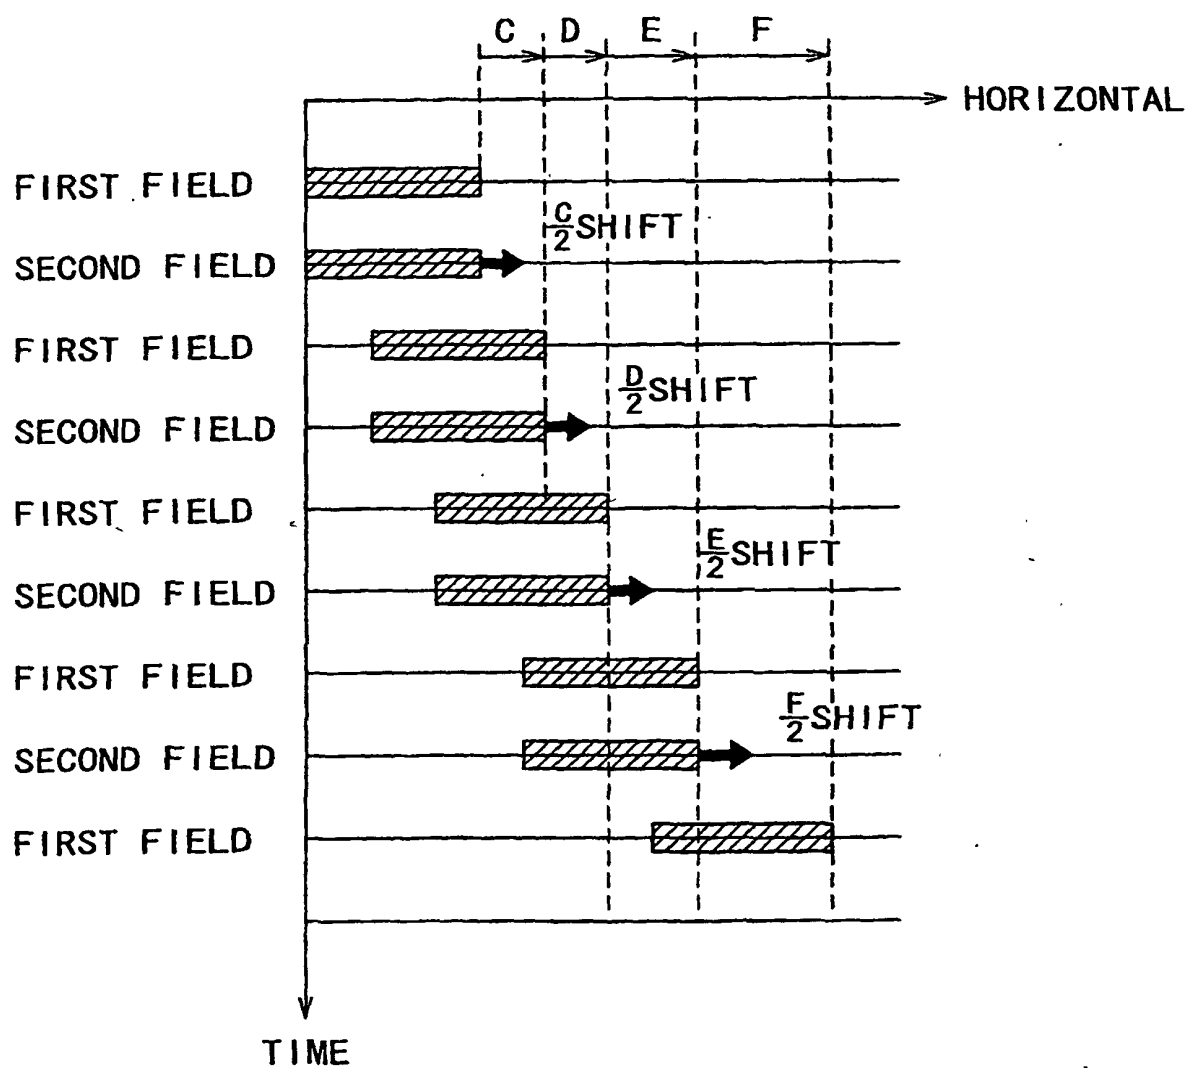 C D E F
HORIZONTAL
FIRST FIELD
C/2 SHIFT
SECOND FIELD
FIRST FIELD
D/2 SHIFT
SECOND FIELD
FIRST FIELD
E/2 SHIFT
SECOND FIELD
FIRST FIELD
F/2 SHIFT
SECOND FIELD
FIRST FIELD
TIME